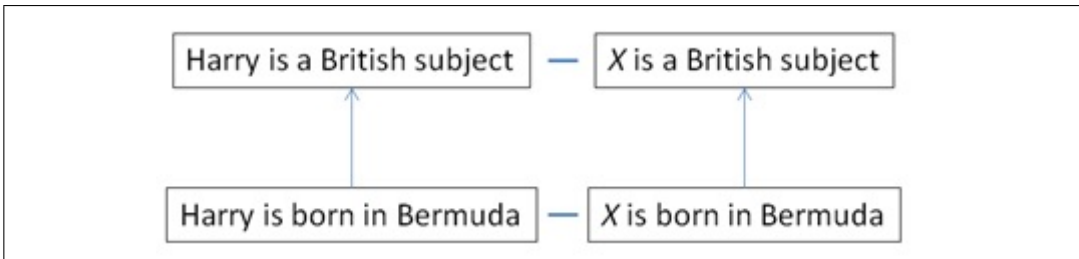 Harry is a British subject — X is a British subject
Harry is born in Bermuda — X is born in Bermuda